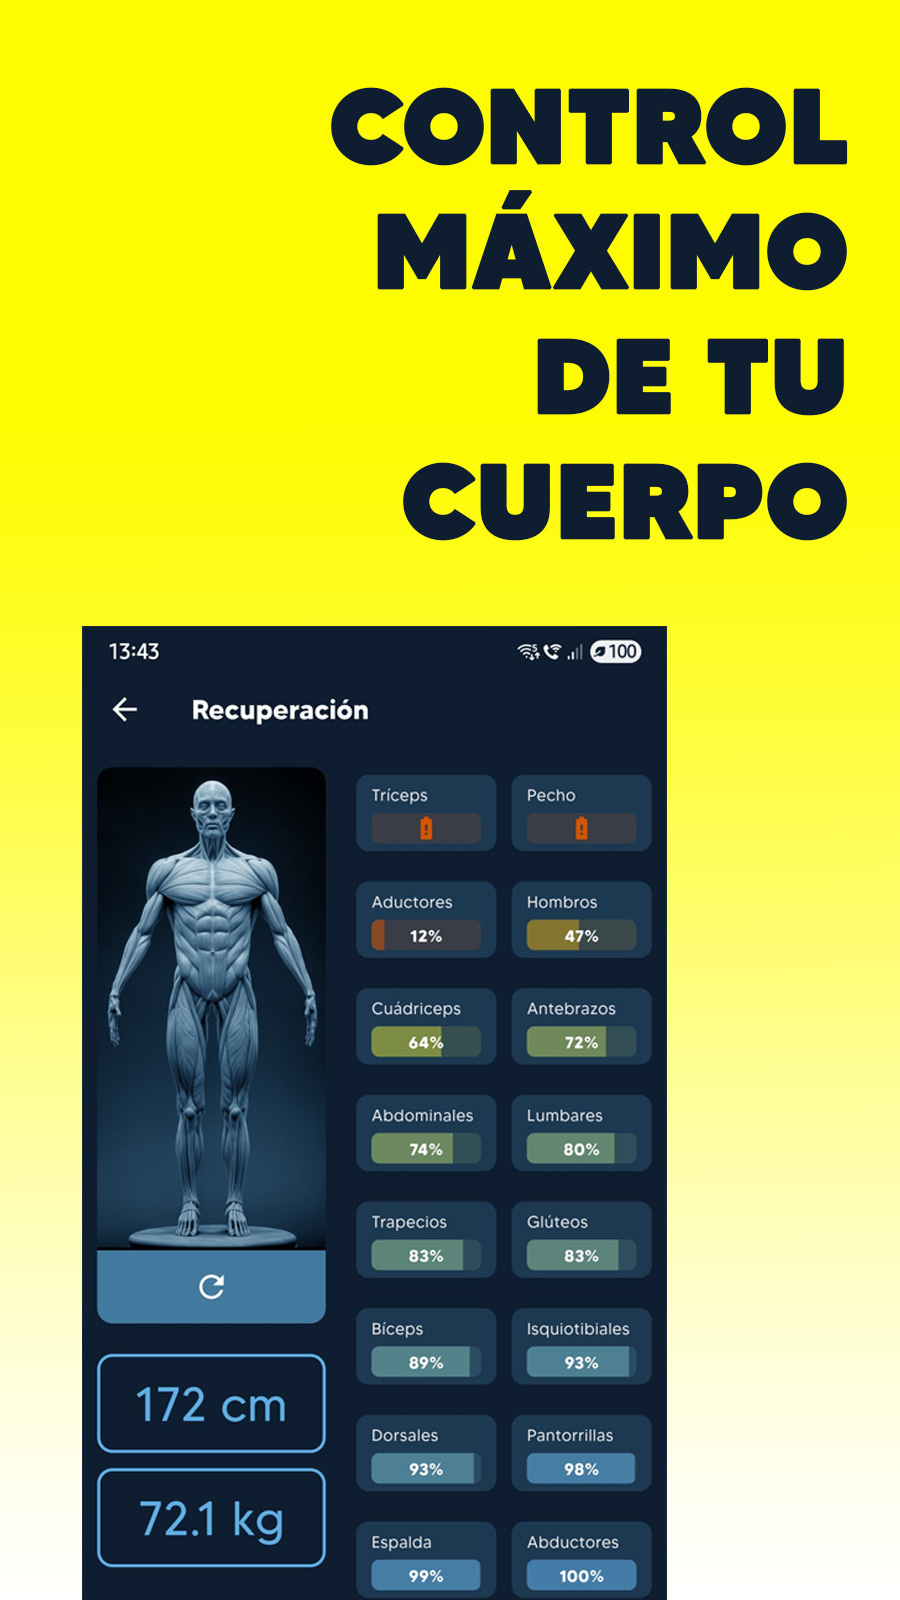 CONTROL
MÁXIMO
DE TU
CUERPO
13:43
100
Recuperación
Tríceps
Pecho
Aductores
12%
Hombros
47%
Cuádriceps
64%
Antebrazos
72%
Abdominales
74%
Lumbares
80%
Trapecios
83%
Glúteos
83%
Bíceps
89%
Isquiotibiales
93%
Dorsales
93%
Pantorrillas
98%
Espalda
99%
Abductores
100%
172 cm
72.1 kg